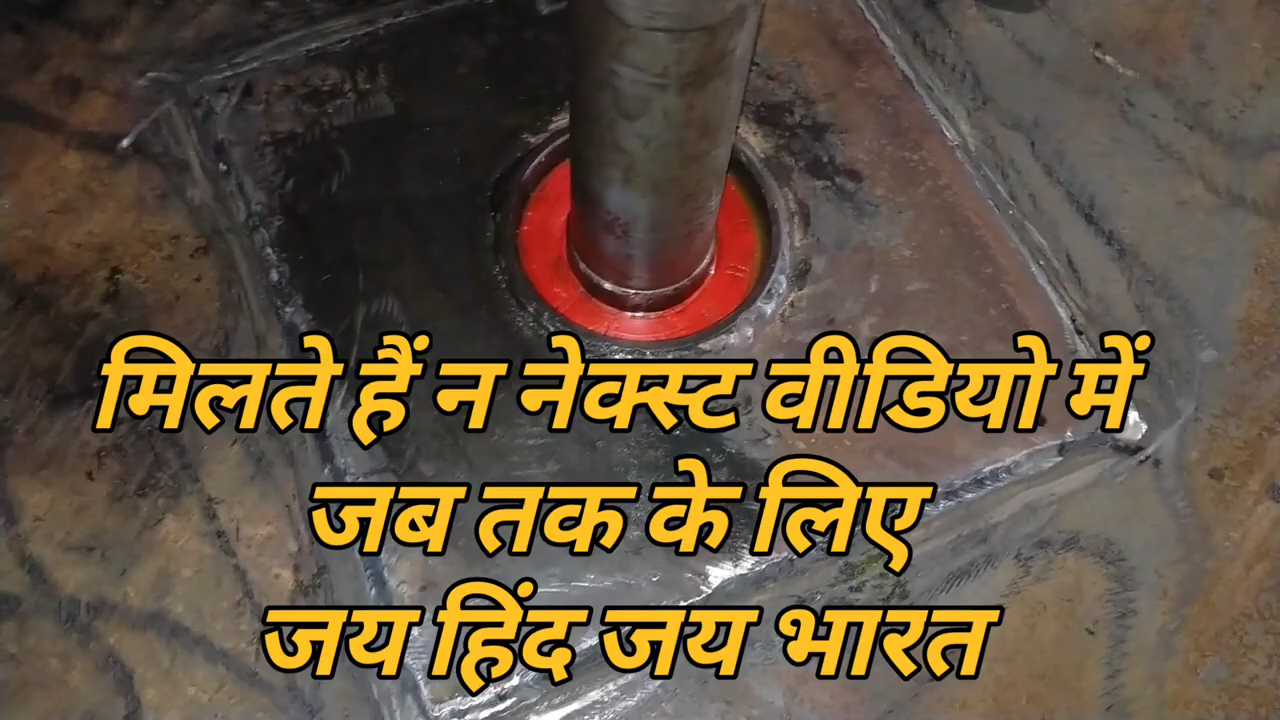 मिलते हैं न नेक्स्ट वीडियो में
जब तक के लिए
जय हिंद जय भारत